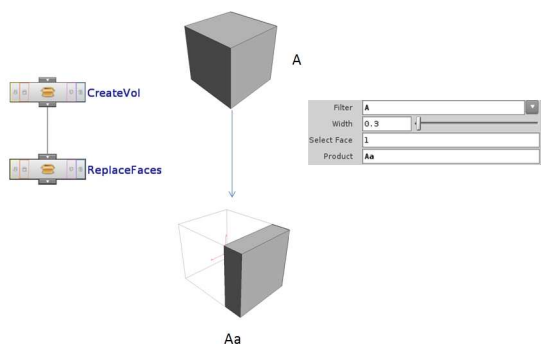 A
CreateVol
ReplaceFaces
Filter A
Width 0.3
Select Face 1
Product Aa
Aa